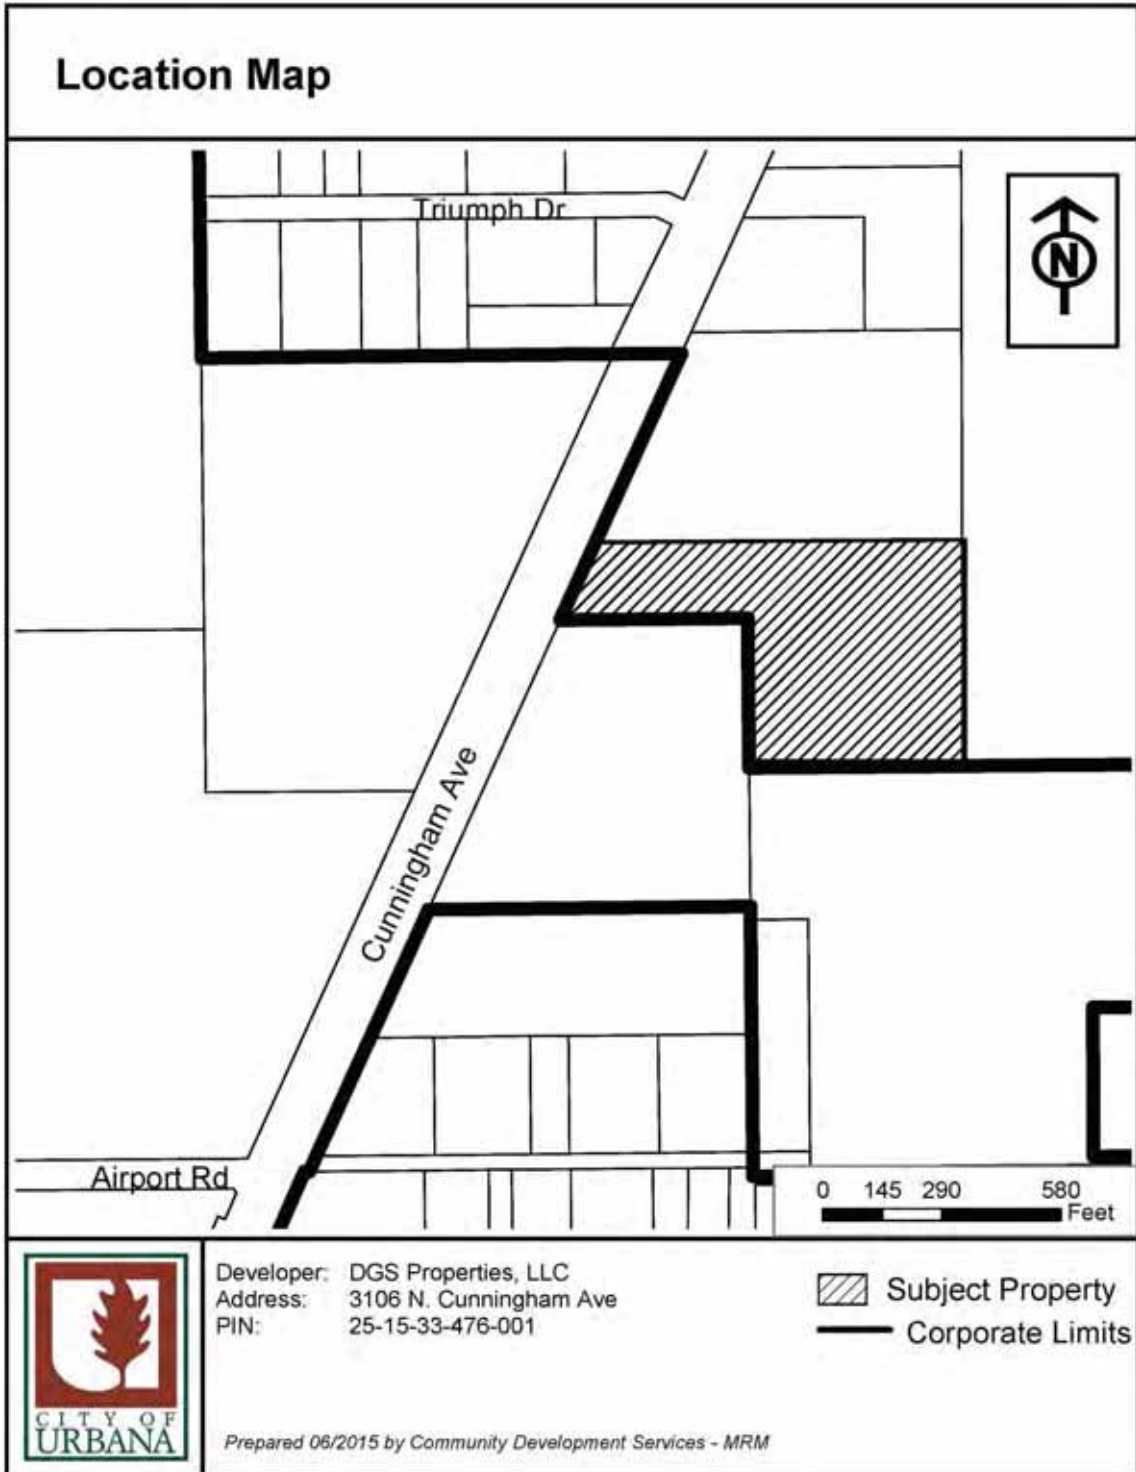 Location Map
Triumph Dr
N
Cunningham Ave
Airport Rd
0 145 290 580
Feet
Developer: DGS Properties, LLC
Address: 3106 N. Cunningham Ave
PIN: 25-15-33-476-001
Subject Property
Corporate Limits
CITY OF
URBANA
Prepared 06/2015 by Community Development Services - MRM